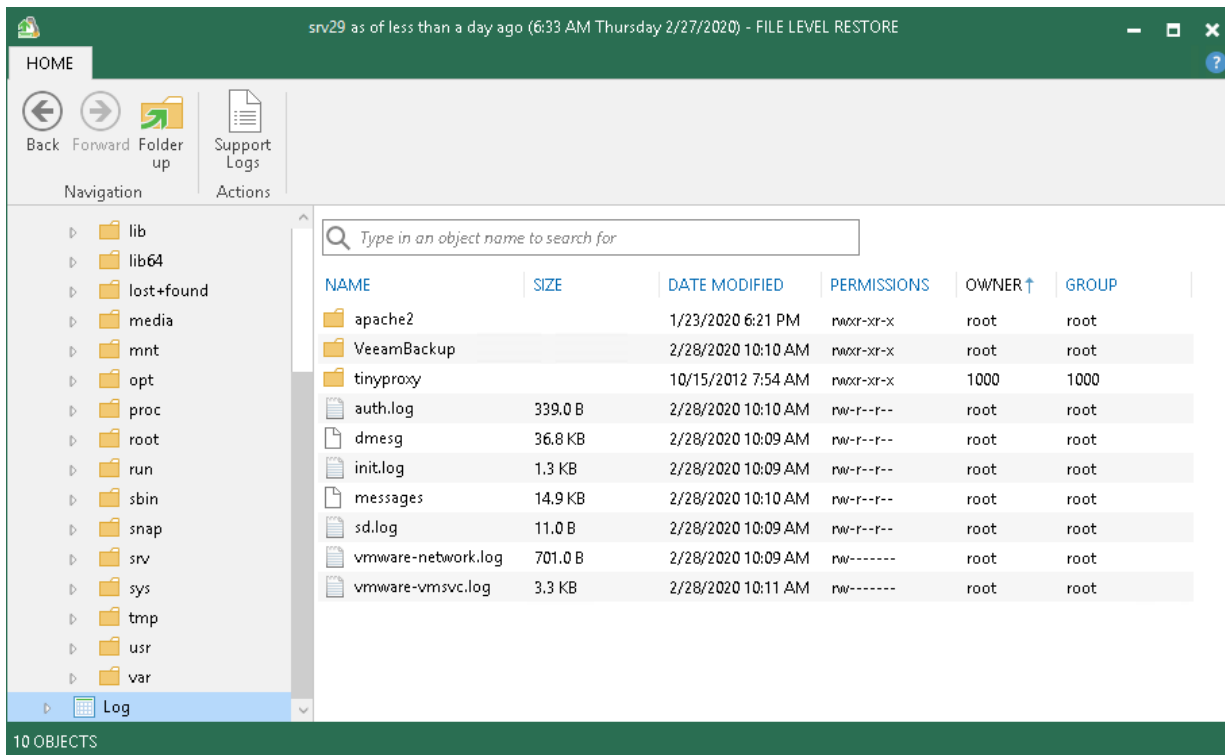 srv29 as of less than a day ago (6:33 AM Thursday 2/27/2020) - FILE LEVEL RESTORE
HOME
Back Forward Folder up
Support Logs
Navigation
Actions
lib
lib64
lost+found
media
mnt
opt
proc
root
run
sbin
snap
srv
sys
tmp
usr
var
Log
Type in an object name to search for
NAME SIZE DATE MODIFIED PERMISSIONS OWNER↑ GROUP
apache2 1/23/2020 6:21 PM rwxr-xr-x root root
VeeamBackup 2/28/2020 10:10 AM rwxr-xr-x root root
tinyproxy 10/15/2012 7:54 AM rwxr-xr-x 1000 1000
auth.log 339.0 B 2/28/2020 10:10 AM rw-r--r-- root root
dmesg 36.8 KB 2/28/2020 10:09 AM rw-r--r-- root root
init.log 1.3 KB 2/28/2020 10:09 AM rw-r--r-- root root
messages 14.9 KB 2/28/2020 10:10 AM rw-r--r-- root root
sd.log 11.0 B 2/28/2020 10:09 AM rw-r--r-- root root
vmware-network.log 701.0 B 2/28/2020 10:09 AM rw------- root root
vmware-vmsvc.log 3.3 KB 2/28/2020 10:11 AM rw------- root root
10 OBJECTS